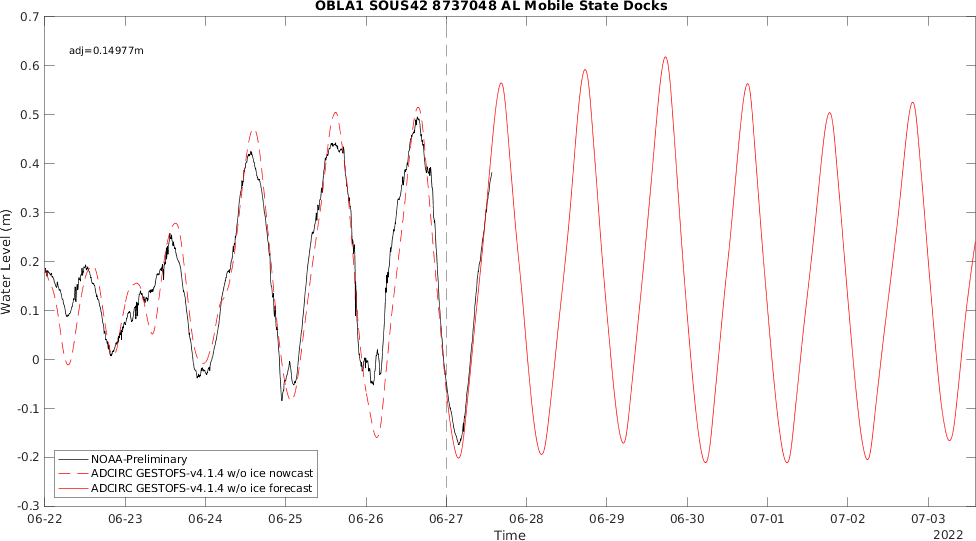 OBLA1 SOUS42 8737048 AL Mobile State Docks
adj=0.14977m
0.7
0.6
0.5
0.4
0.3
0.2
0.1
0
-0.1
-0.2
-0.3
Water Level (m)
NOAA-Preliminary
ADCIRC GESTOFS-v4.1.4 w/o ice nowcast
ADCIRC GESTOFS-v4.1.4 w/o ice forecast
06-22 06-23 06-24 06-25 06-26 06-27 06-28 06-29 06-30 07-01 07-02 07-03
Time
2022